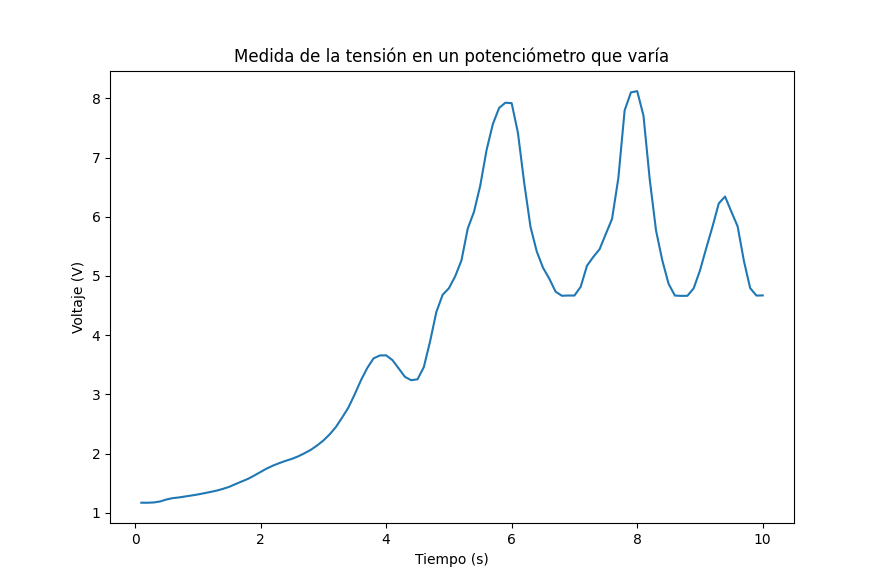 Medida de la tensión en un potenciómetro que varía
Voltaje (V)
8
7
6
5
4
3
2
1
0 2 4 6 8 10
Tiempo (s)